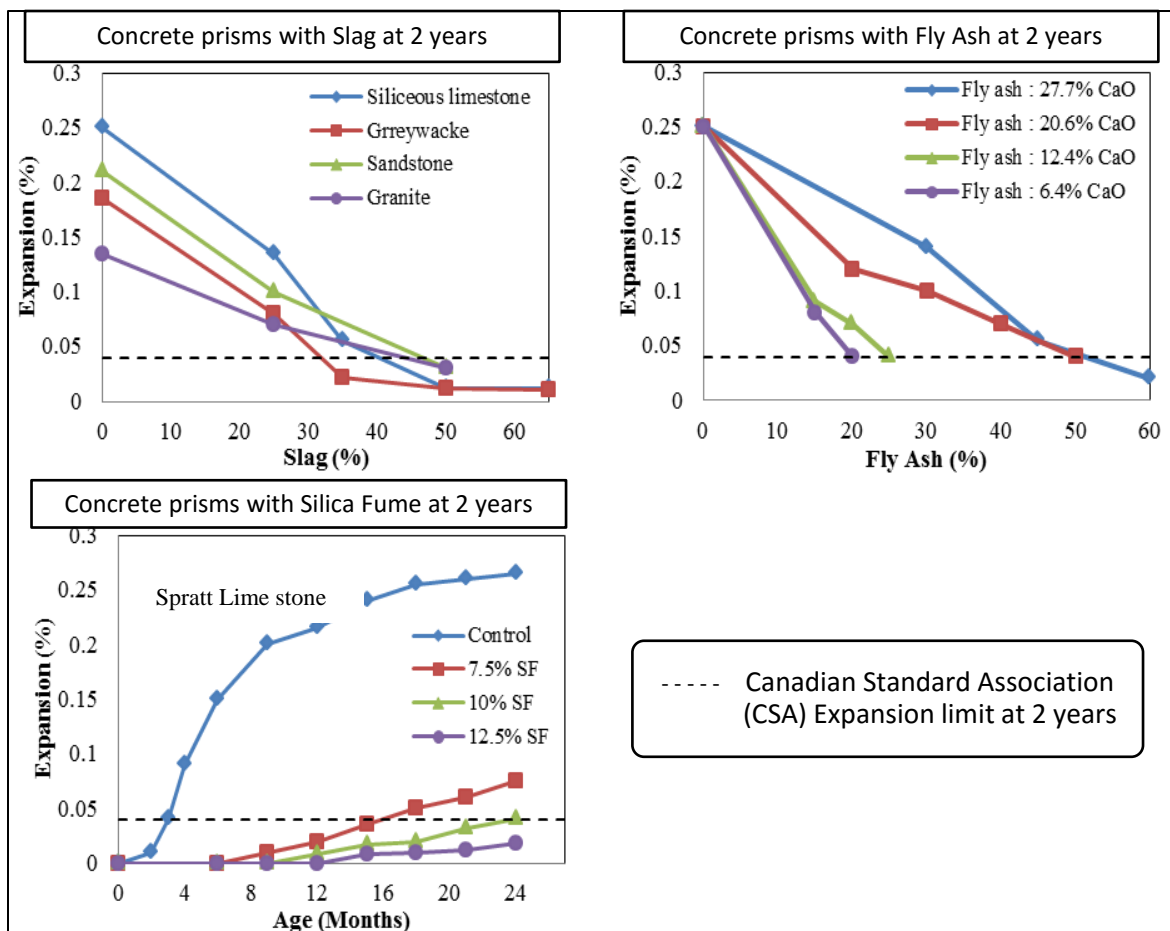 Concrete prisms with Slag at 2 years
0.3
0.25
0.2
0.15
0.1
0.05
0
Expansion (%)
Siliceous limestone
Grreywacke
Sandstone
Granite
0 10 20 30 40 50 60
Slag (%)
Concrete prisms with Fly Ash at 2 years
0.3
0.25
0.2
0.15
0.1
0.05
0
Expansion (%)
Fly ash : 27.7% CaO
Fly ash : 20.6% CaO
Fly ash : 12.4% CaO
Fly ash : 6.4% CaO
0 10 20 30 40 50 60
Fly Ash (%)
Concrete prisms with Silica Fume at 2 years
0.3
0.25
0.2
0.15
0.1
0.05
0
Expansion (%)
Spratt Lime stone
Control
7.5% SF
10% SF
12.5% SF
0 4 8 12 16 20 24
Age (Months)
Canadian Standard Association
(CSA) Expansion limit at 2 years